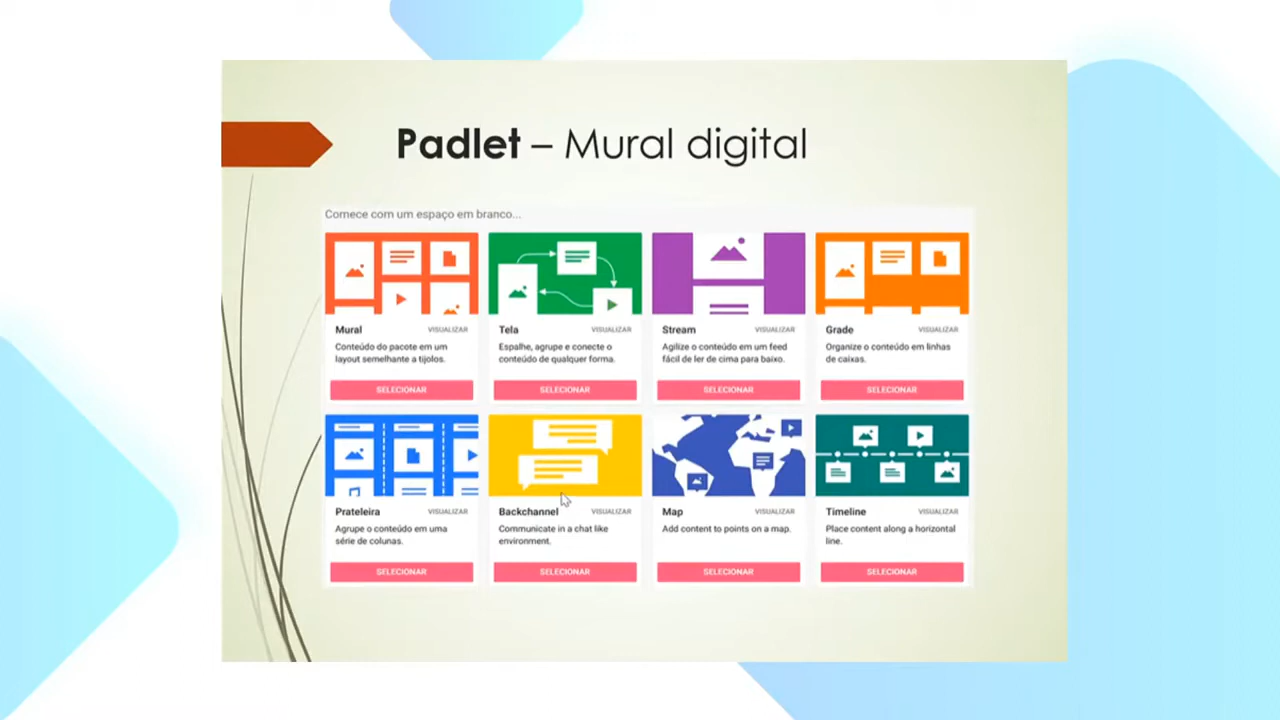 Padlet – Mural digital
Comece com um espaço em branco...
Mural VISUALIZAR
Conteúdo do pacote em um
layout semelhante a tijolos.
SELECIONAR
Tela VISUALIZAR
Espalhe, agrupe e conecte o
conteúdo de qualquer forma.
SELECIONAR
Stream VISUALIZAR
Agilize o conteúdo em um feed
fácil de ler de cima para baixo.
SELECIONAR
Grade VISUALIZAR
Organize o conteúdo em linhas
de caixas.
SELECIONAR
Prateleira VISUALIZAR
Agrupe o conteúdo em uma
série de colunas.
SELECIONAR
Backchannel VISUALIZAR
Communicate in a chat like
environment.
SELECIONAR
Map VISUALIZAR
Add content to points on a map.
SELECIONAR
Timeline VISUALIZAR
Place content along a horizontal
line.
SELECIONAR